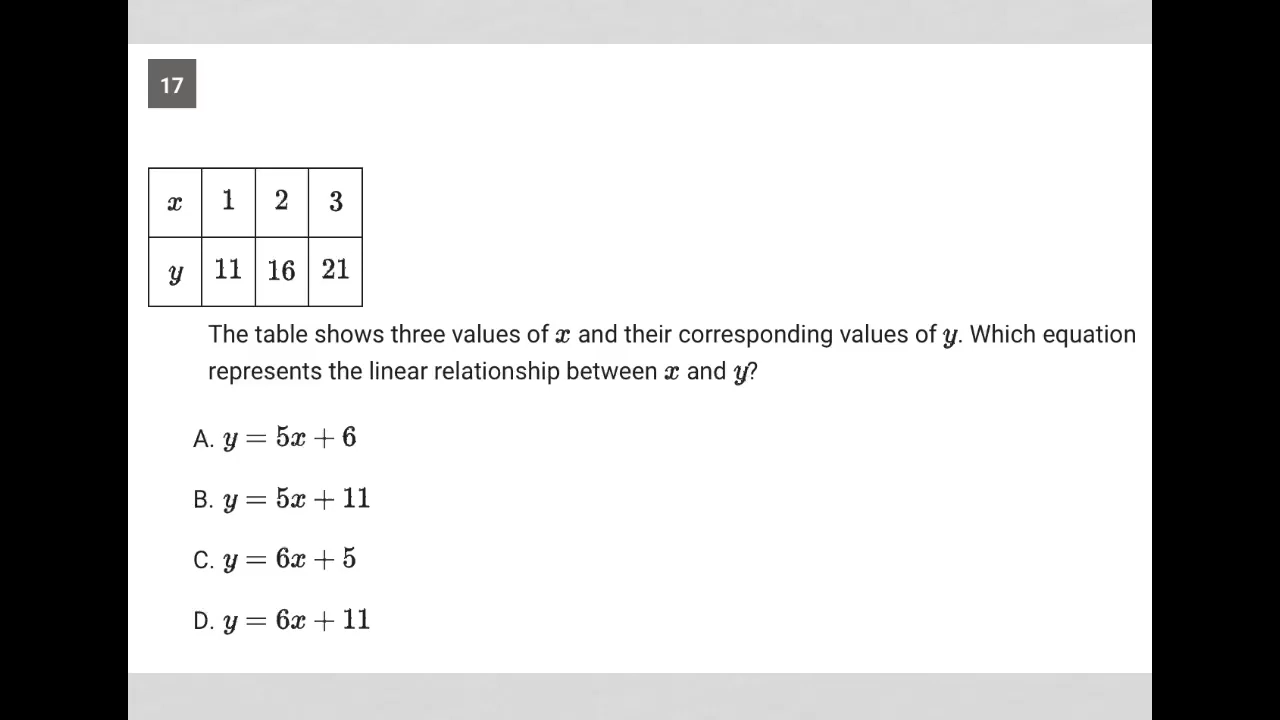 17
x 1 2 3
y 11 16 21
The table shows three values of x and their corresponding values of y. Which equation
represents the linear relationship between x and y?
A. y = 5x + 6
B. y = 5x + 11
C. y = 6x + 5
D. y = 6x + 11